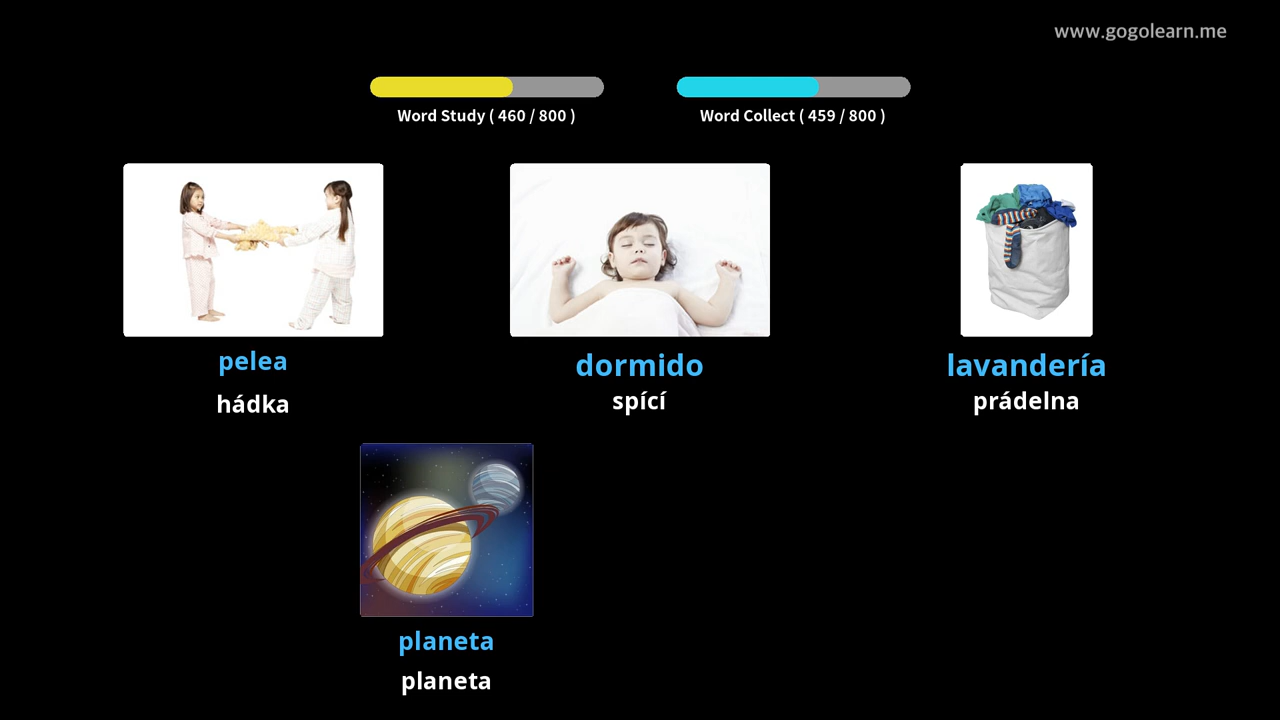 www.gogolearn.me
Word Study ( 460 / 800 )
Word Collect ( 459 / 800 )
pelea
hádka
dormido
spící
lavandería
prádelna
planeta
planeta